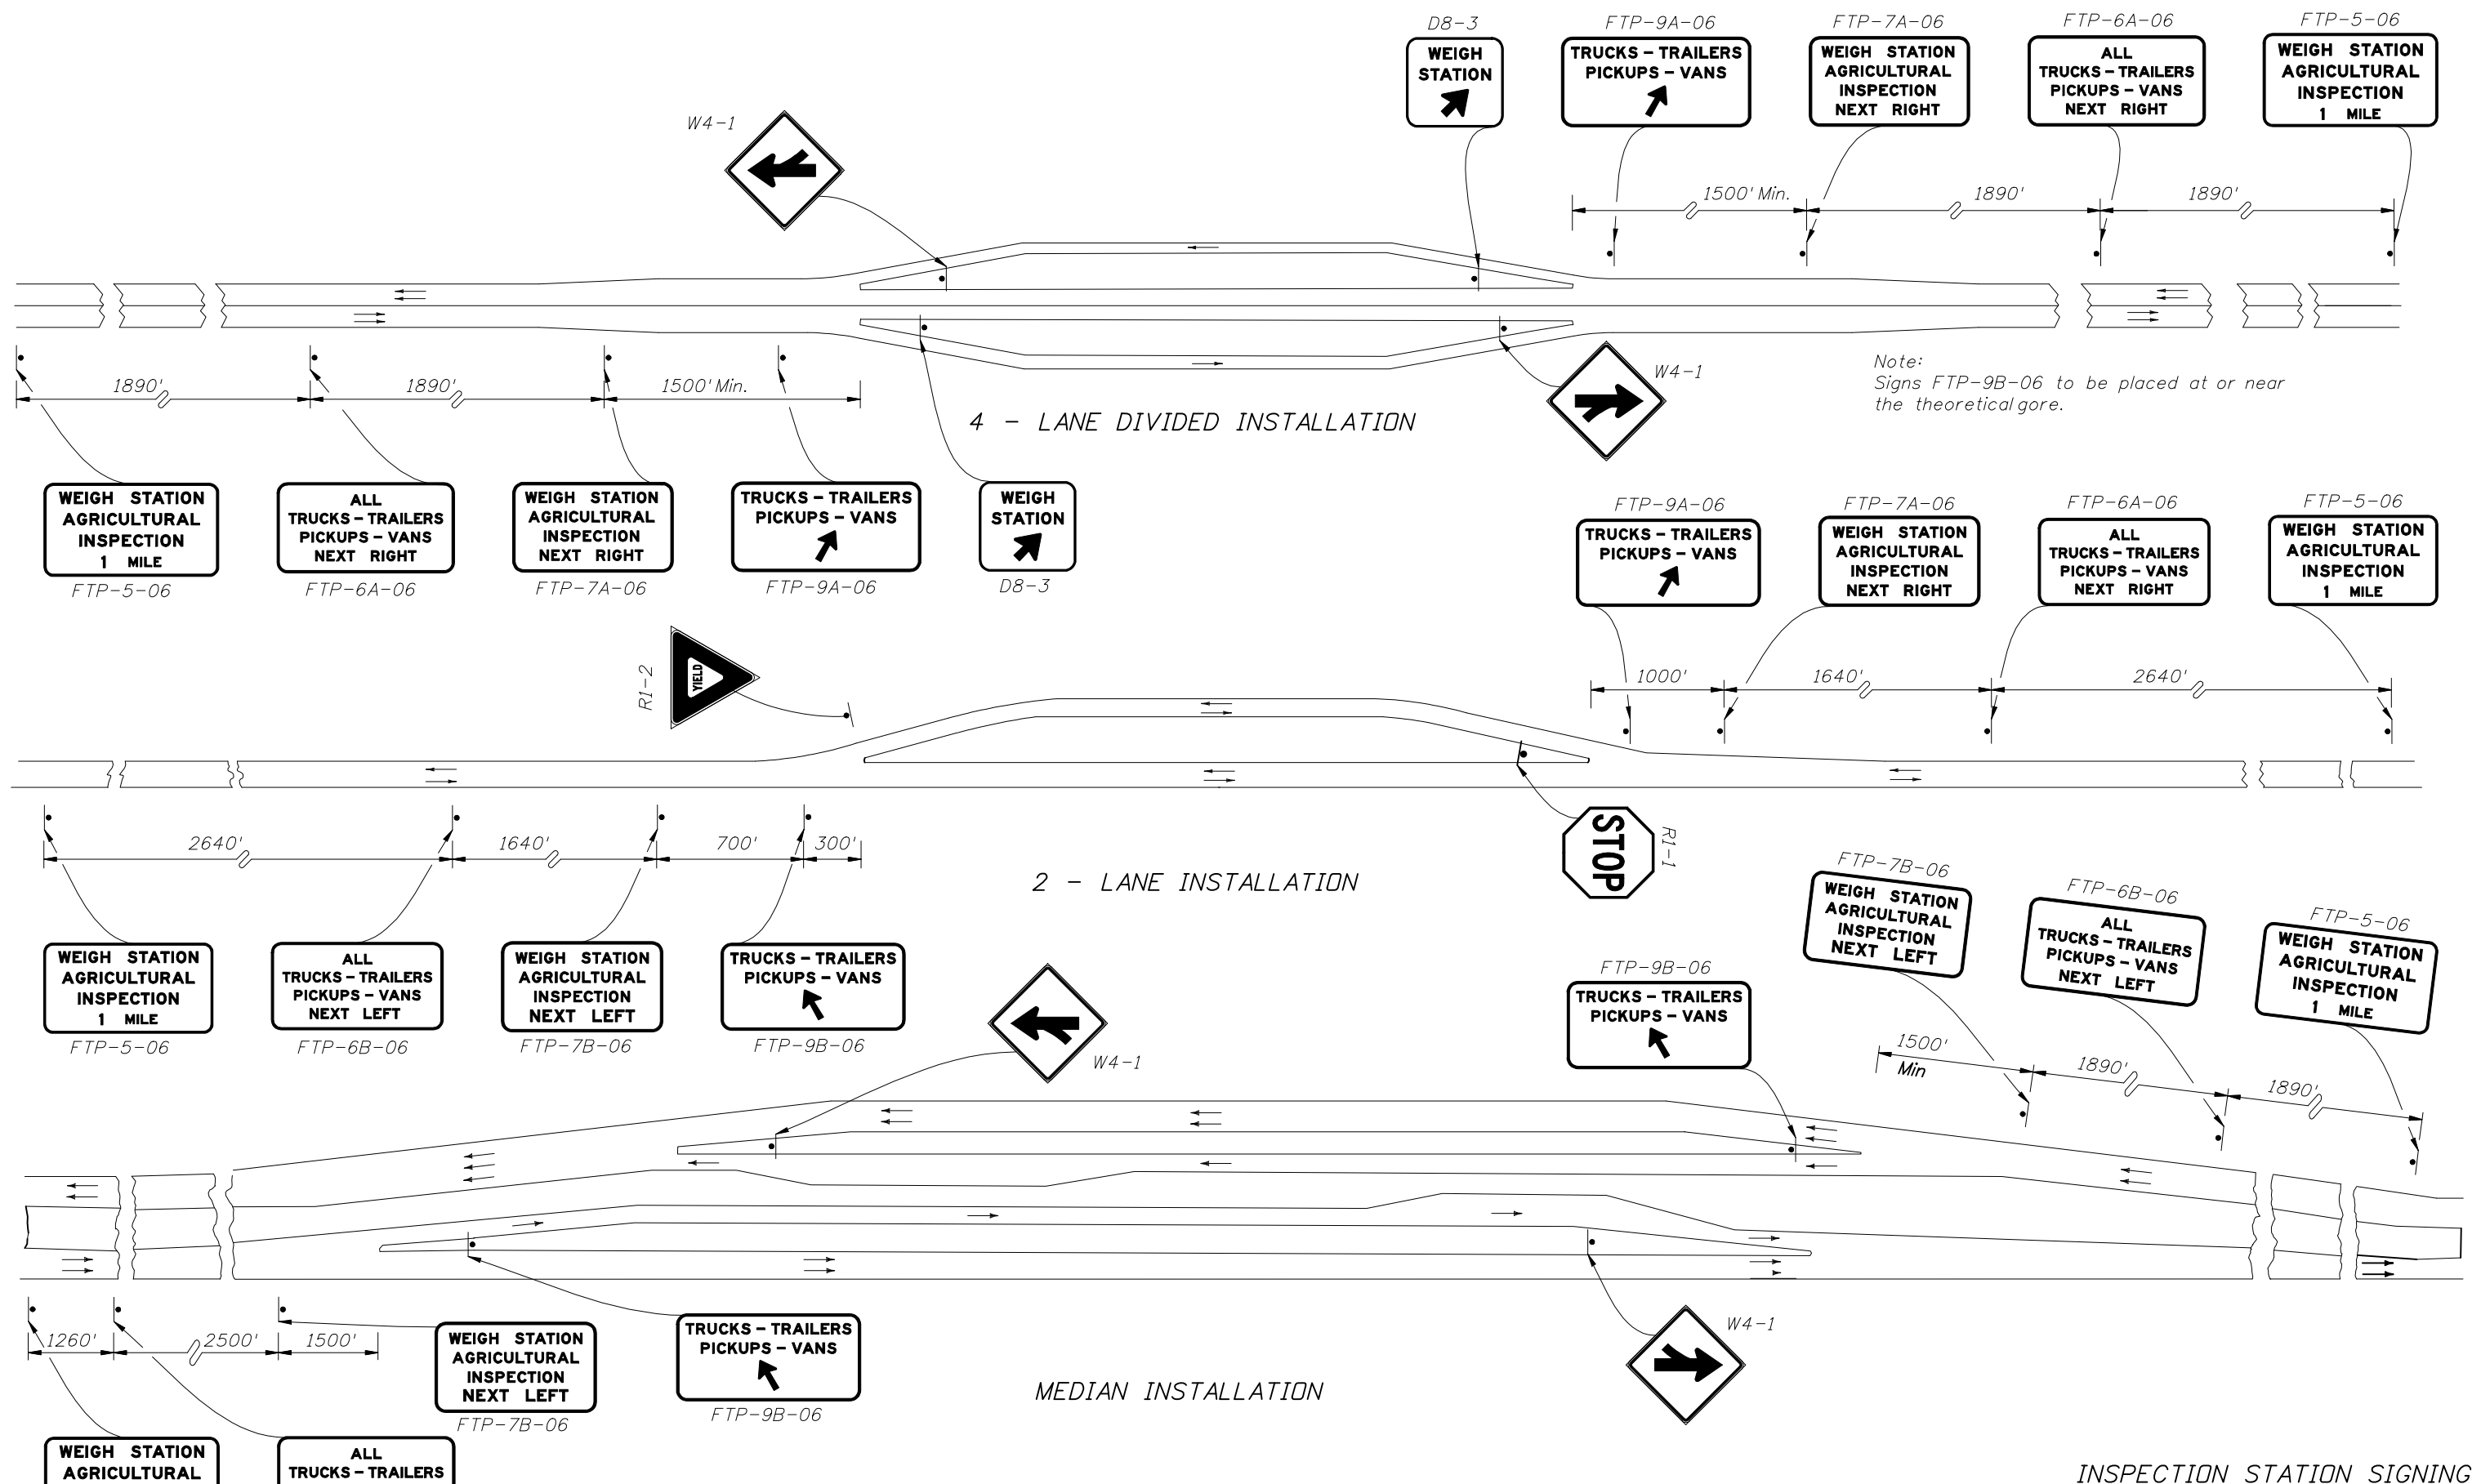 D8-3
WEIGH
STATION
FTP-9A-06
TRUCKS - TRAILERS
PICKUPS - VANS
FTP-7A-06
WEIGH STATION
AGRICULTURAL
INSPECTION
NEXT RIGHT
FTP-6A-06
ALL
TRUCKS - TRAILERS
PICKUPS - VANS
NEXT RIGHT
FTP-5-06
WEIGH STATION
AGRICULTURAL
INSPECTION
1 MILE
W4-1
1500' Min.
1890'
1890'
1890'
1890'
1500' Min.
W4-1
Note:
Signs FTP-9B-06 to be placed at or near
the theoretical gore.
4 - LANE DIVIDED INSTALLATION
WEIGH STATION
AGRICULTURAL
INSPECTION
1 MILE
FTP-5-06
ALL
TRUCKS - TRAILERS
PICKUPS - VANS
NEXT RIGHT
FTP-6A-06
WEIGH STATION
AGRICULTURAL
INSPECTION
NEXT RIGHT
FTP-7A-06
TRUCKS - TRAILERS
PICKUPS - VANS
FTP-9A-06
WEIGH
STATION
D8-3
FTP-9A-06
TRUCKS - TRAILERS
PICKUPS - VANS
FTP-7A-06
WEIGH STATION
AGRICULTURAL
INSPECTION
NEXT RIGHT
FTP-6A-06
ALL
TRUCKS - TRAILERS
PICKUPS - VANS
NEXT RIGHT
FTP-5-06
WEIGH STATION
AGRICULTURAL
INSPECTION
1 MILE
R1-2
YIELD
1000'
1640'
2640'
2640'
1640'
700'
300'
STOP
R1-1
2 - LANE INSTALLATION
WEIGH STATION
AGRICULTURAL
INSPECTION
1 MILE
FTP-5-06
ALL
TRUCKS - TRAILERS
PICKUPS - VANS
NEXT LEFT
FTP-6B-06
WEIGH STATION
AGRICULTURAL
INSPECTION
NEXT LEFT
FTP-7B-06
TRUCKS - TRAILERS
PICKUPS - VANS
FTP-9B-06
W4-1
FTP-9B-06
TRUCKS - TRAILERS
PICKUPS - VANS
FTP-7B-06
WEIGH STATION
AGRICULTURAL
INSPECTION
NEXT LEFT
FTP-6B-06
ALL
TRUCKS - TRAILERS
PICKUPS - VANS
NEXT LEFT
FTP-5-06
WEIGH STATION
AGRICULTURAL
INSPECTION
1 MILE
1500'
Min
1890'
1890'
1260'
2500'
1500'
WEIGH STATION
AGRICULTURAL
INSPECTION
NEXT LEFT
FTP-7B-06
TRUCKS - TRAILERS
PICKUPS - VANS
FTP-9B-06
W4-1
MEDIAN INSTALLATION
WEIGH STATION
AGRICULTURAL
ALL
TRUCKS - TRAILERS
INSPECTION STATION SIGNING